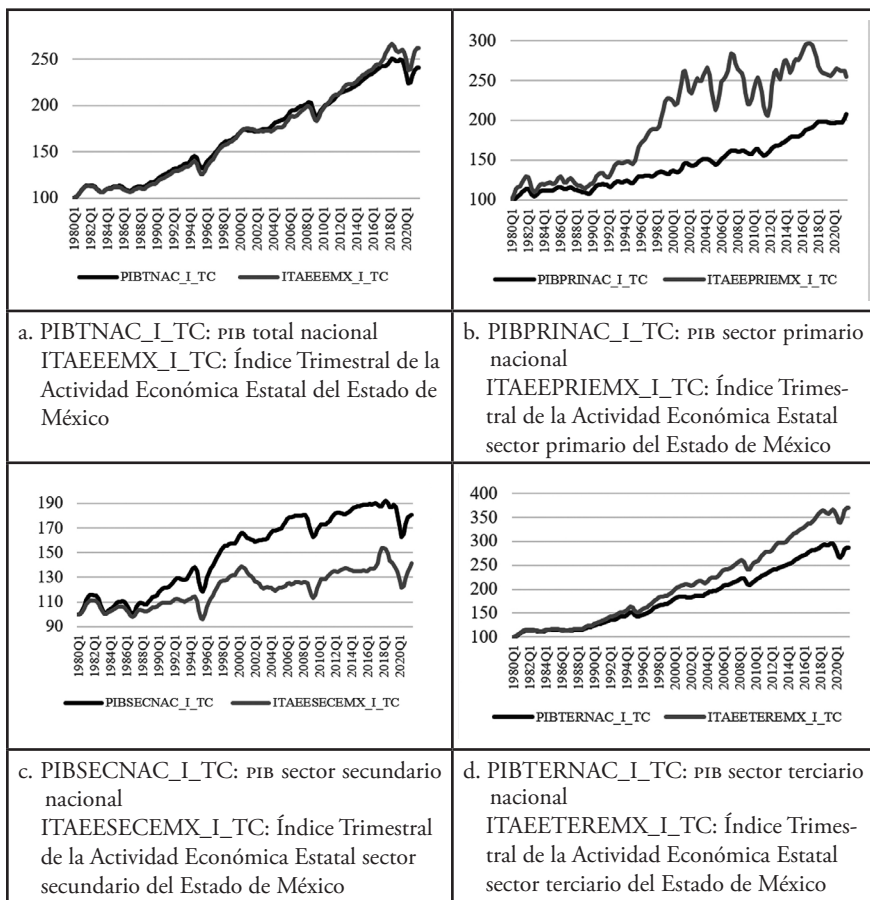 250
200
150
100
1980Q1
1982Q1
1984Q1
1986Q1
1988Q1
1990Q1
1992Q1
1994Q1
1996Q1
1998Q1
2000Q1
2002Q1
2004Q1
2006Q1
2008Q1
2010Q1
2012Q1
2014Q1
2016Q1
2018Q1
2020Q1
PIBTNAC_I_TC ITAEEEMX_I_TC
300
250
200
150
100
1980Q1
1982Q1
1984Q1
1986Q1
1988Q1
1990Q1
1992Q1
1994Q1
1996Q1
1998Q1
2000Q1
2002Q1
2004Q1
2006Q1
2008Q1
2010Q1
2012Q1
2014Q1
2016Q1
2018Q1
2020Q1
PIBPRINAC_I_TC ITAEEPRIEMX_I_TC
a. PIBTNAC_I_TC: PIB total nacional
ITAEEEMX_I_TC: Índice Trimestral de la
Actividad Económica Estatal del Estado de
México
b. PIBPRINAC_I_TC: PIB sector primario
nacional
ITAEEPRIEMX_I_TC: Índice Trimes-
tral de la Actividad Económica Estatal
sector primario del Estado de México
190
170
150
130
110
90
1980Q1
1982Q1
1984Q1
1986Q1
1988Q1
1990Q1
1992Q1
1994Q1
1996Q1
1998Q1
2000Q1
2002Q1
2004Q1
2006Q1
2008Q1
2010Q1
2012Q1
2014Q1
2016Q1
2018Q1
2020Q1
PIBSECNAC_I_TC ITAEESECEMX_I_TC
400
350
300
250
200
150
100
1980Q1
1982Q1
1984Q1
1986Q1
1988Q1
1990Q1
1992Q1
1994Q1
1996Q1
1998Q1
2000Q1
2002Q1
2004Q1
2006Q1
2008Q1
2010Q1
2012Q1
2014Q1
2016Q1
2018Q1
2020Q1
PIBTERNAC_I_TC ITAEETEREMX_I_TC
c. PIBSECNAC_I_TC: PIB sector secundario
nacional
ITAEESECEMX_I_TC: Índice Trimestral
de la Actividad Económica Estatal sector
secundario del Estado de México
d. PIBTERNAC_I_TC: PIB sector terciario
nacional
ITAEETEREMX_I_TC: Índice Trimes-
tral de la Actividad Económica Estatal
sector terciario del Estado de México